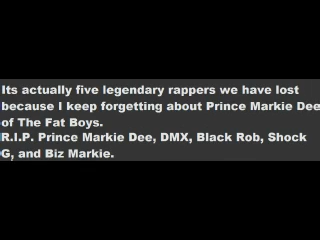 Its actually five legendary rappers we have lost
because I keep forgetting about Prince Markie Dee
of The Fat Boys.
R.I.P. Prince Markie Dee, DMX, Black Rob, Shock
G, and Biz Markie.